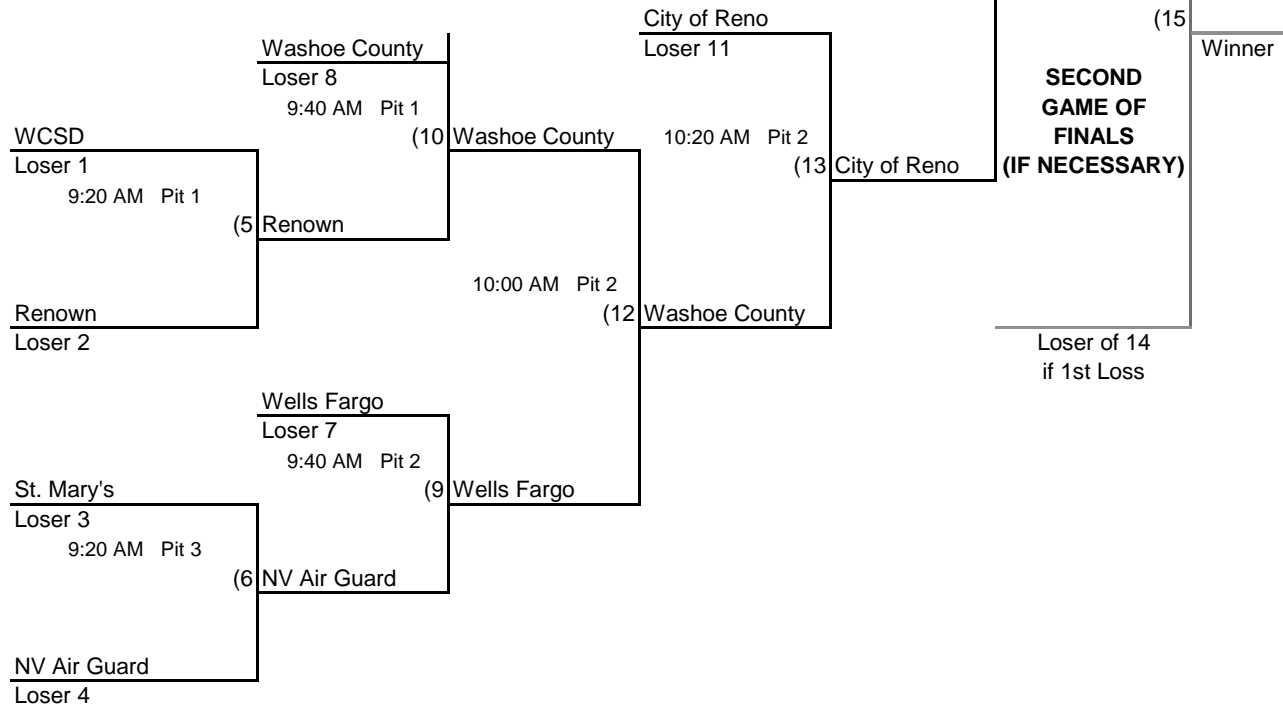 City of Reno
(15
Washoe County
Loser 11
Winner
Loser 8
SECOND
9:40 AM Pit 1
GAME OF
WCSD
(10 Washoe County
10:20 AM Pit 2
FINALS
Loser 1
(13 City of Reno
(IF NECESSARY)
9:20 AM Pit 1
(5 Renown
10:00 AM Pit 2
Renown
(12 Washoe County
Loser 2
Loser of 14
if 1st Loss
Wells Fargo
Loser 7
9:40 AM Pit 2
St. Mary's
(9 Wells Fargo
Loser 3
9:20 AM Pit 3
(6 NV Air Guard
NV Air Guard
Loser 4